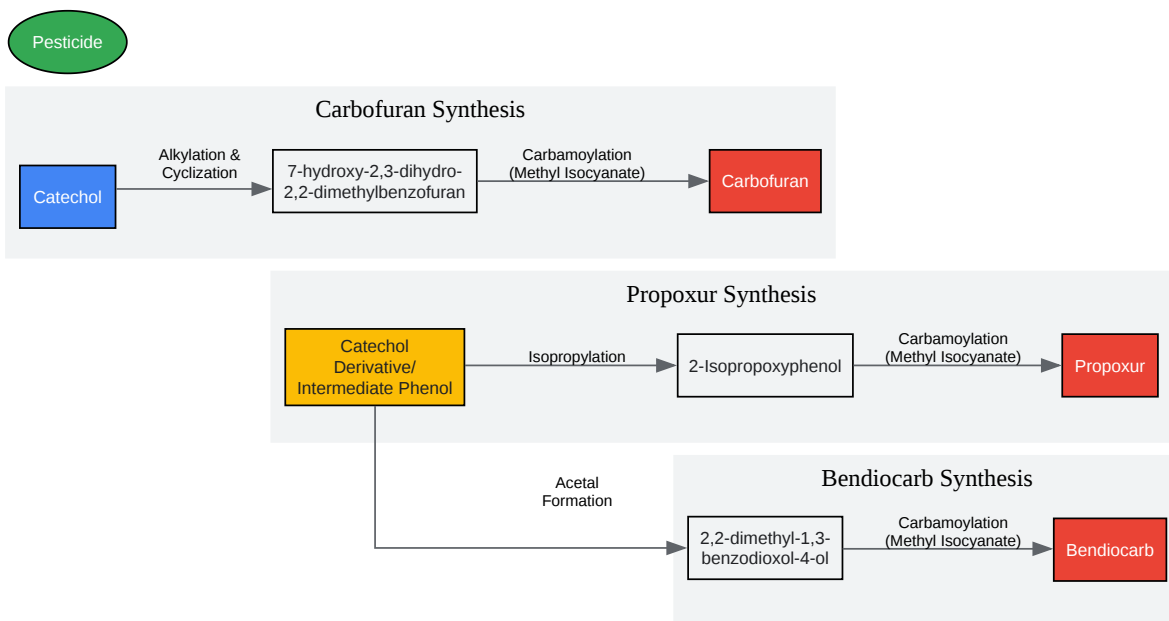 Pesticide
Carbofuran Synthesis
Catechol
Alkylation &
Cyclization
7-hydroxy-2,3-dihydro-
2,2-dimethylbenzofuran
Carbamoylation
(Methyl Isocyanate)
Carbofuran
Propoxur Synthesis
Catechol
Derivative/
Intermediate Phenol
Isopropylation
2-Isopropoxyphenol
Carbamoylation
(Methyl Isocyanate)
Propoxur
Acetal
Formation
Bendiocarb Synthesis
2,2-dimethyl-1,3-
benzodioxol-4-ol
Carbamoylation
(Methyl Isocyanate)
Bendiocarb